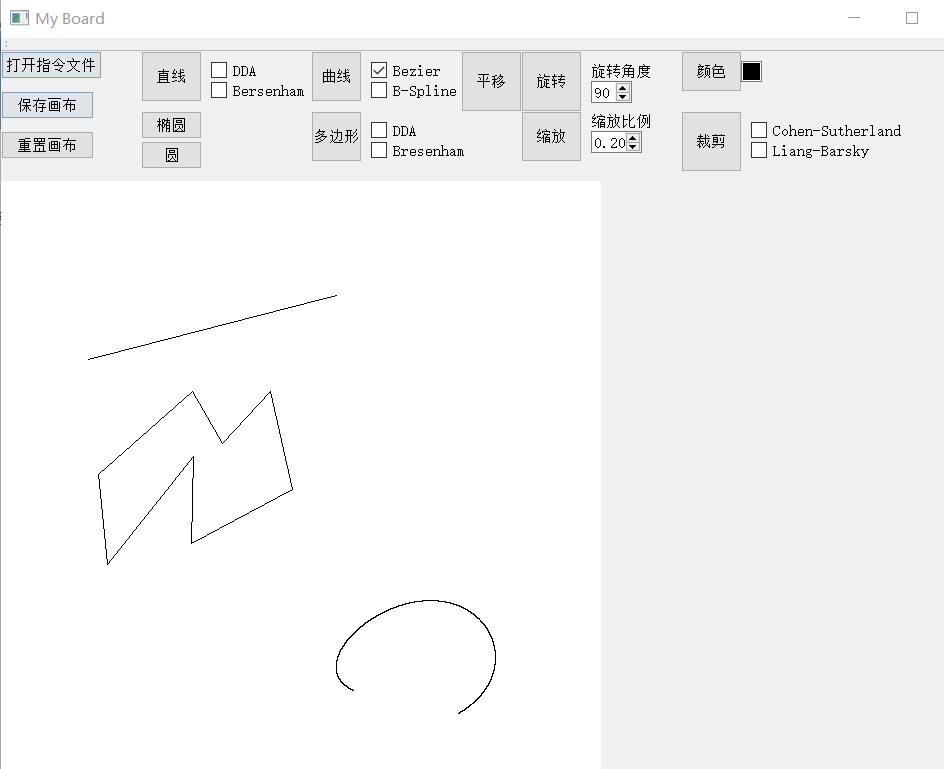 My Board
打开指令文件
保存画布
重置画布
直线
DDA
Bersenham
椭圆
圆
曲线
Bezier
B-Spline
多边形
DDA
Bresenham
平移
旋转
旋转角度
90
缩放
缩放比例
0.20
颜色
裁剪
Cohen-Sutherland
Liang-Barsky